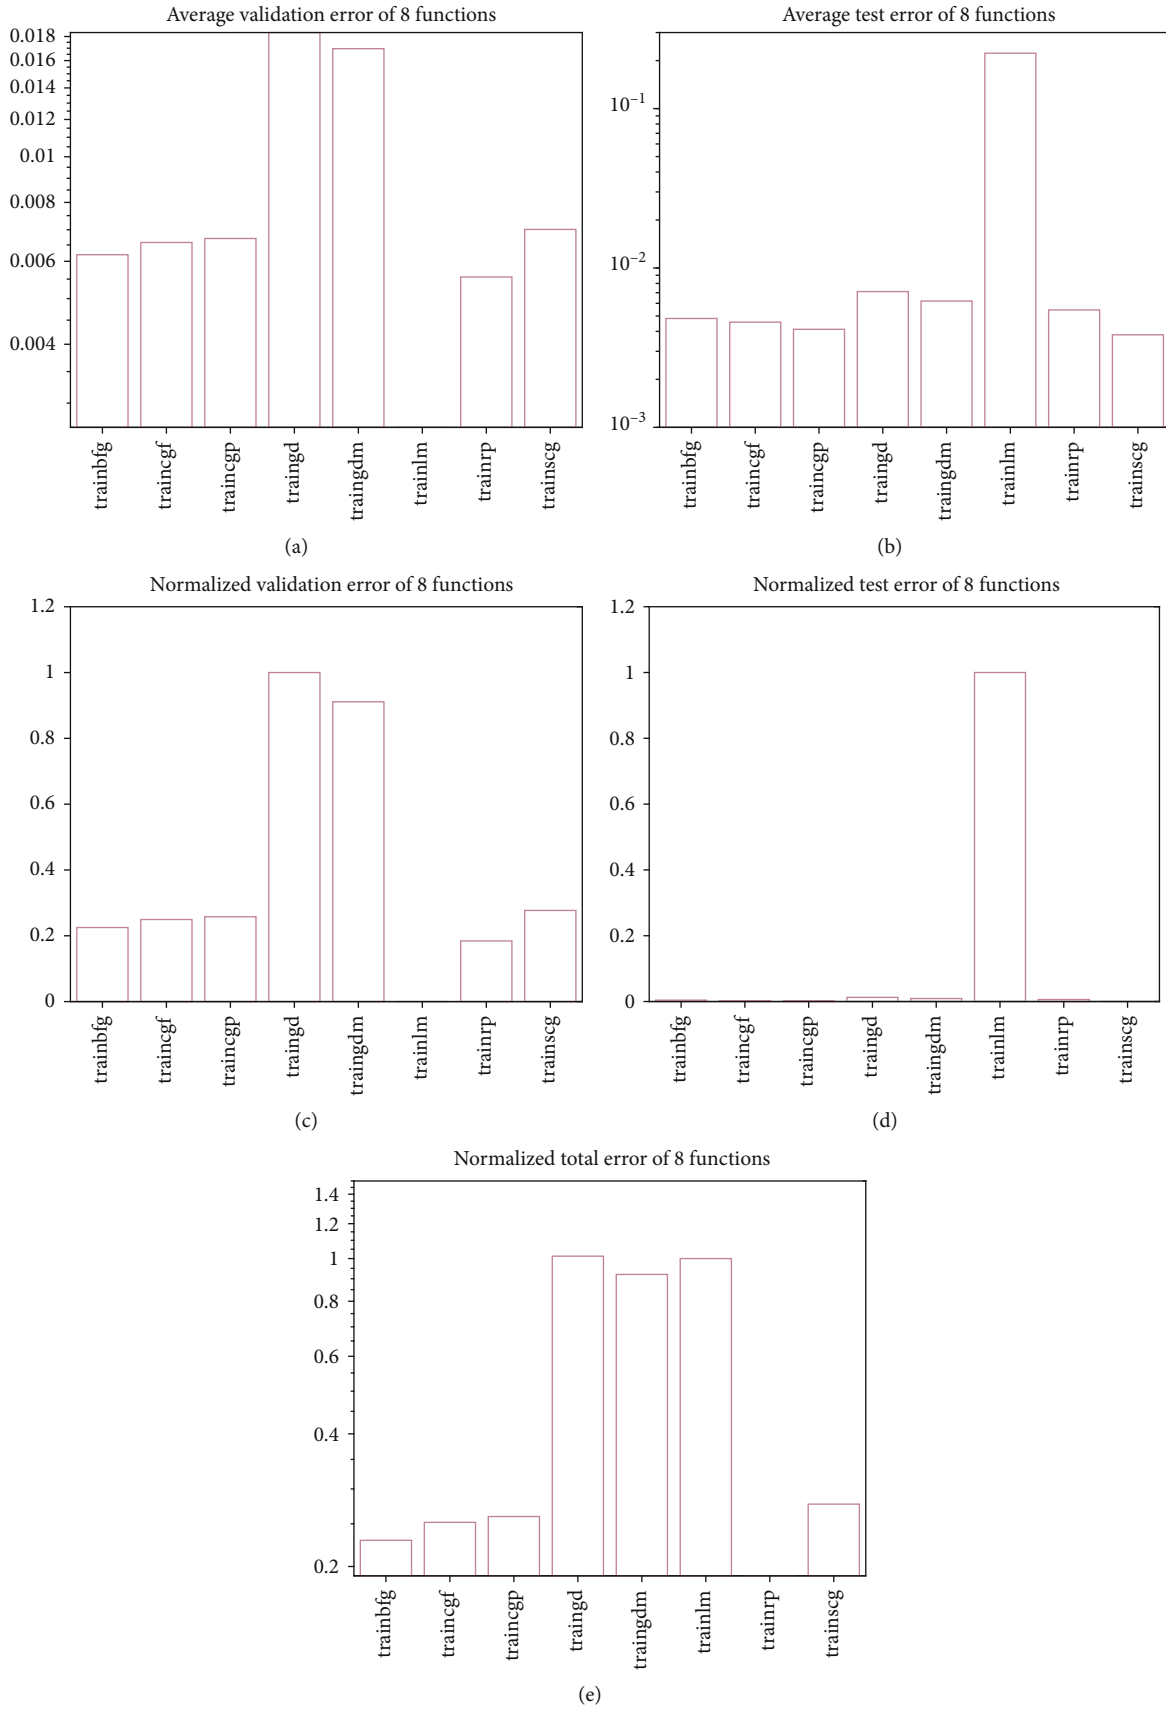 Average validation error of 8 functions
0.018
0.016
0.014
0.012
0.01
0.008
0.006
0.004
trainbfg
traincgf
traincgp
traingd
traingdm
trainlm
trainrp
trainscg
(a)
Average test error of 8 functions
10⁻¹
10⁻²
10⁻³
trainbfg
traincgf
traincgp
traingd
traingdm
trainlm
trainrp
trainscg
(b)
Normalized validation error of 8 functions
1.2
1
0.8
0.6
0.4
0.2
0
trainbfg
traincgf
traincgp
traingd
traingdm
trainlm
trainrp
trainscg
(c)
Normalized test error of 8 functions
1.2
1
0.8
0.6
0.4
0.2
0
trainbfg
traincgf
traincgp
traingd
traingdm
trainlm
trainrp
trainscg
(d)
Normalized total error of 8 functions
1.4
1.2
1
0.8
0.6
0.4
0.2
trainbfg
traincgf
traincgp
traingd
traingdm
trainlm
trainrp
trainscg
(e)